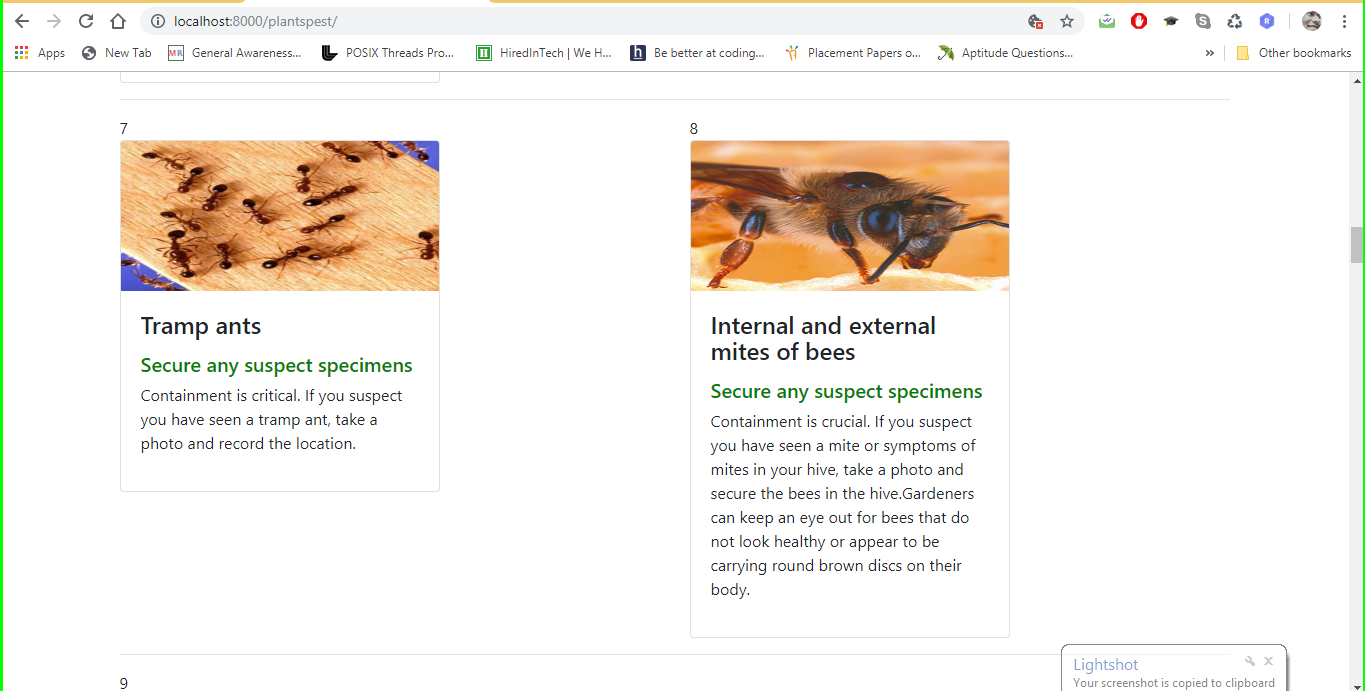 localhost:8000/plantspest/
Apps New Tab MR General Awareness... POSIX Threads Pro... HiredInTech | We H... h Be better at coding... Placement Papers o... Aptitude Questions... » Other bookmarks
7
8
Tramp ants
Secure any suspect specimens
Containment is critical. If you suspect
you have seen a tramp ant, take a
photo and record the location.
Internal and external
mites of bees
Secure any suspect specimens
Containment is crucial. If you suspect
you have seen a mite or symptoms of
mites in your hive, take a photo and
secure the bees in the hive.Gardeners
can keep an eye out for bees that do
not look healthy or appear to be
carrying round brown discs on their
body.
9
Lightshot
Your screenshot is copied to clipboard